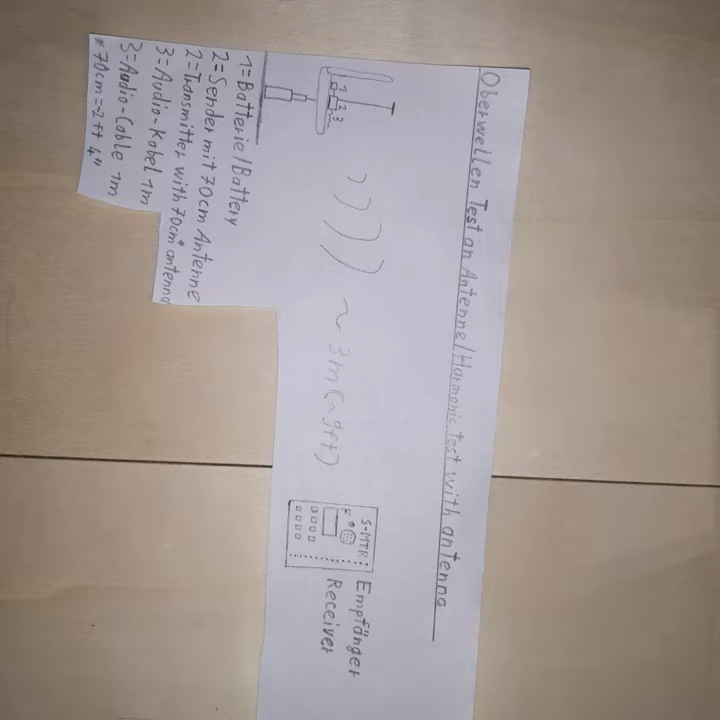 Oberwellen Test an Antenne/Harmonic test with antenna
1 2 3
~3m(~9ft)
S-MTR
F
Empfänger
Receiver
1=Batterie/Battery
2=Sender mit 70cm Antenne
2=Transmitter with 70cm* antenna
3=Audio-Kabel 1m
3=Audio-Cable 1m
*70cm=~2ft 4"